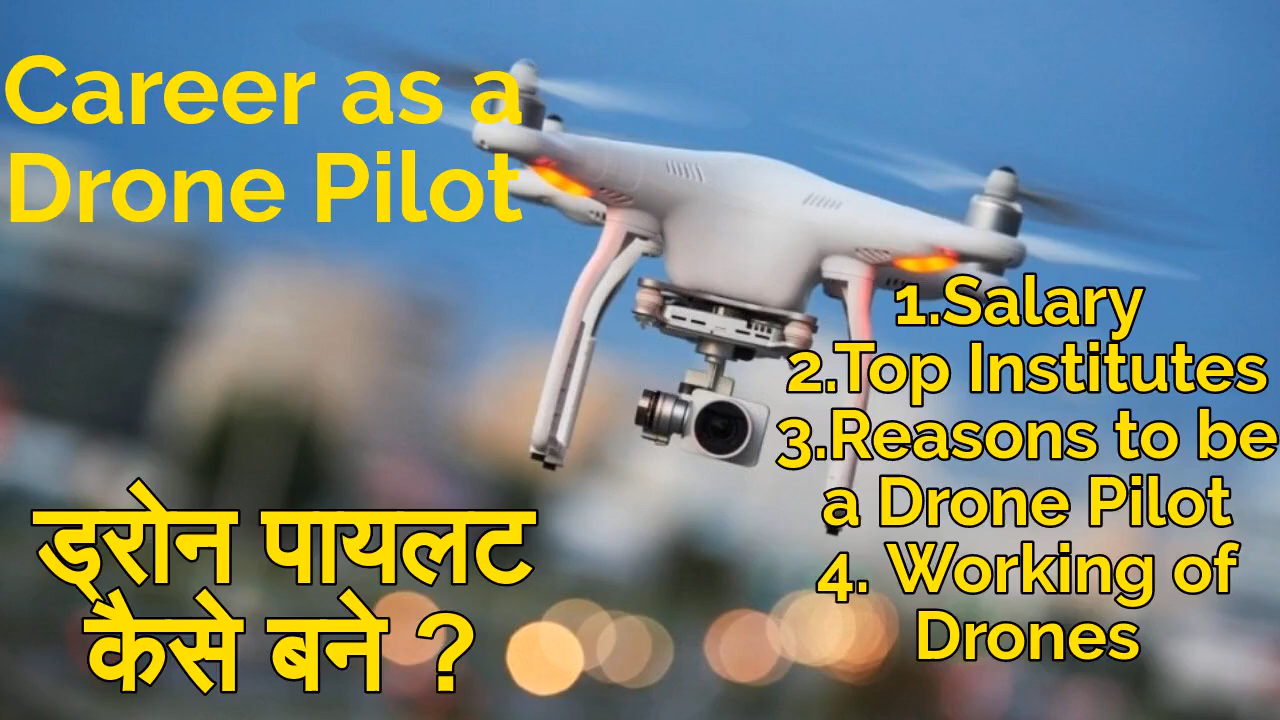 Career as a
Drone Pilot
1.Salary
2.Top Institutes
3.Reasons to be
a Drone Pilot
4. Working of
Drones
ड्रोन पायलट
कैसे बने ?